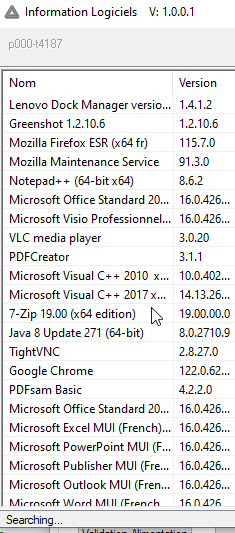 Information Logiciels V: 1.0.0.1
p000-t4187
Nom Version
Lenovo Dock Manager versio... 1.4.1.2
Greenshot 1.2.10.6 1.2.10.6
Mozilla Firefox ESR (x64 fr) 115.7.0
Mozilla Maintenance Service 91.3.0
Notepad++ (64-bit x64) 8.6.2
Microsoft Office Standard 20... 16.0.426...
Microsoft Visio Professionnel... 16.0.426...
VLC media player 3.0.20
PDFCreator 3.1.1
Microsoft Visual C++ 2010 x... 10.0.402...
Microsoft Visual C++ 2017 x... 14.13.26...
7-Zip 19.00 (x64 edition) 19.00.00.0
Java 8 Update 271 (64-bit) 8.0.2710.9
TightVNC 2.8.27.0
Google Chrome 122.0.62...
PDFsam Basic 4.2.2.0
Microsoft Office Standard 20... 16.0.426...
Microsoft Excel MUI (French) ... 16.0.426...
Microsoft PowerPoint MUI (F... 16.0.426...
Microsoft Publisher MUI (Fre... 16.0.426...
Microsoft Outlook MUI (Fren... 16.0.426...
Microsoft Word MUI (French) 16.0.426
Searching...
Validation Alimentation